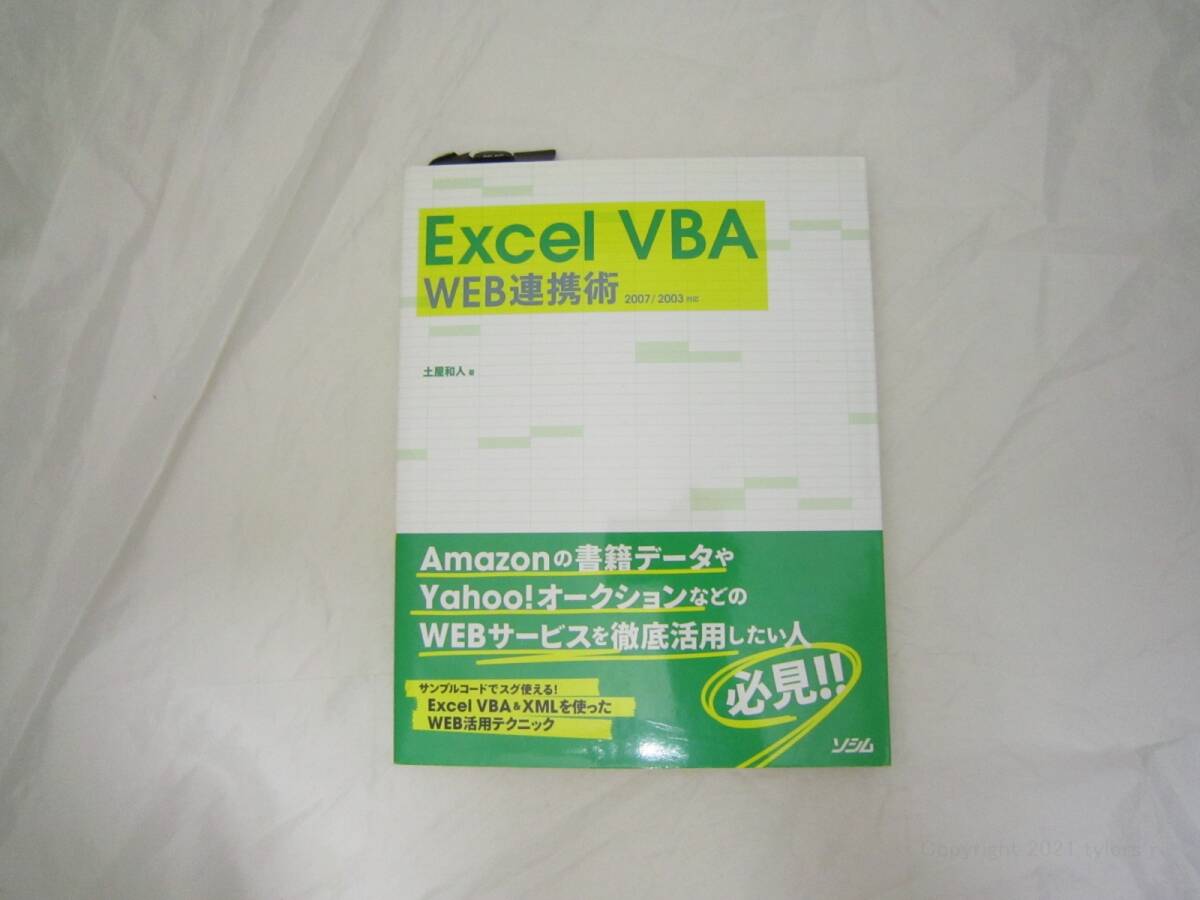 Excel VBA
WEB連携術 2007/2003 対応
土屋和人 著
Amazonの書籍データや
Yahoo!オークションなどの
WEBサービスを徹底活用したい人
必見!!
サンプルコードでスグ使える!
Excel VBA&XMLを使った
WEB活用テクニック
ソシム
Copyright 2021 tylors